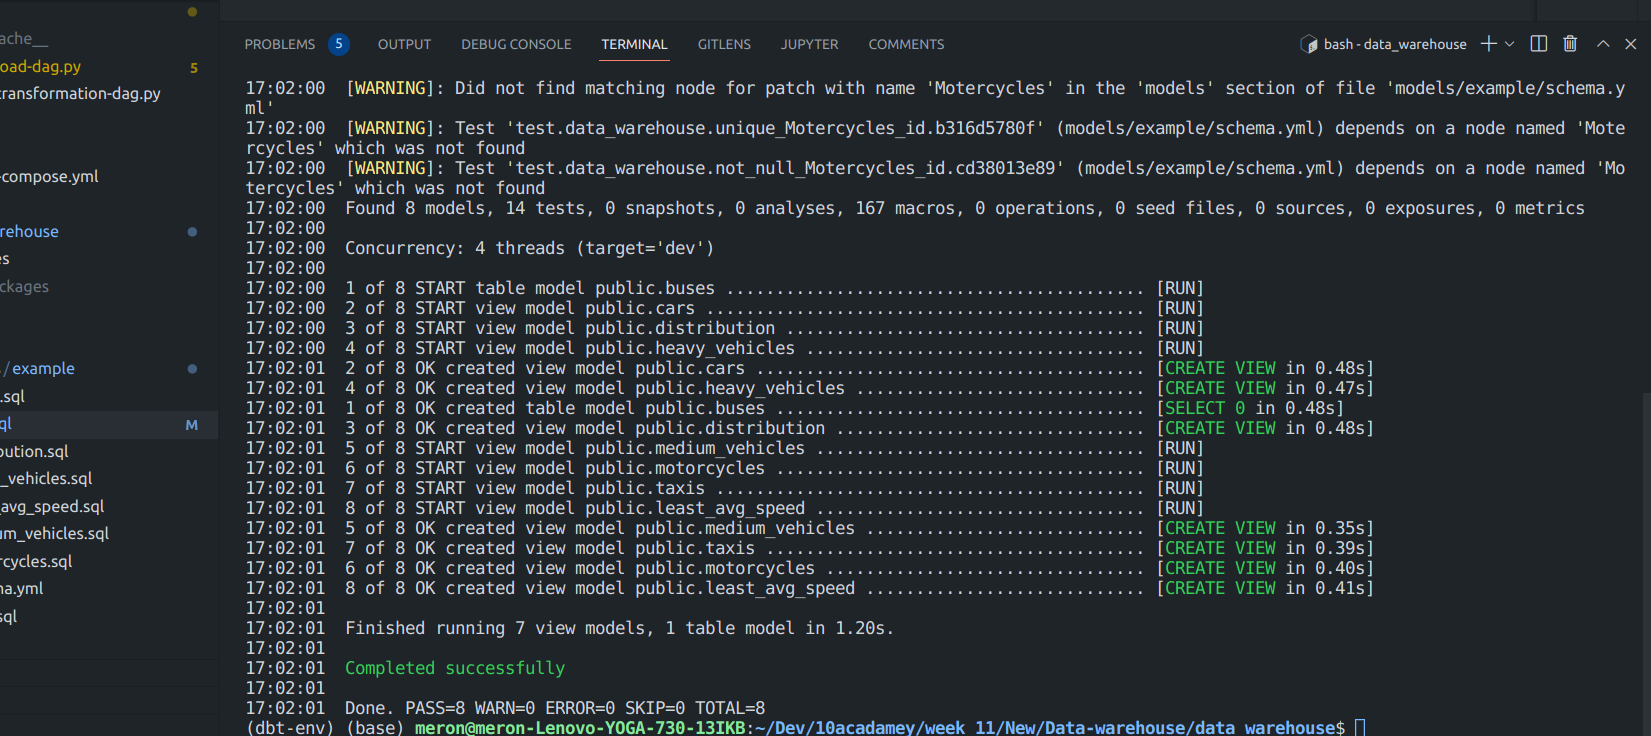 PROBLEMS 5 OUTPUT DEBUG CONSOLE TERMINAL GITLENS JUPYTER COMMENTS bash - data_warehouse
ache__
oad-dag.py 5
transformation-dag.py
-compose.yml
rehouse
es
ckages
s/example
.sql
ql M
bution.sql
_vehicles.sql
_avg_speed.sql
um_vehicles.sql
rcycles.sql
na.yml
sql
17:02:00 [WARNING]: Did not find matching node for patch with name 'Motercycles' in the 'models' section of file 'models/example/schema.y
ml'
17:02:00 [WARNING]: Test 'test.data_warehouse.unique_Motercycles_id.b316d5780f' (models/example/schema.yml) depends on a node named 'Mote
rcycles' which was not found
17:02:00 [WARNING]: Test 'test.data_warehouse.not_null_Motercycles_id.cd38013e89' (models/example/schema.yml) depends on a node named 'Mo
tercycles' which was not found
17:02:00 Found 8 models, 14 tests, 0 snapshots, 0 analyses, 167 macros, 0 operations, 0 seed files, 0 sources, 0 exposures, 0 metrics
17:02:00
17:02:00 Concurrency: 4 threads (target='dev')
17:02:00
17:02:00 1 of 8 START table model public.buses .......................................... [RUN]
17:02:00 2 of 8 START view model public.cars ............................................ [RUN]
17:02:00 3 of 8 START view model public.distribution .................................... [RUN]
17:02:00 4 of 8 START view model public.heavy_vehicles .................................. [RUN]
17:02:01 2 of 8 OK created view model public.cars ....................................... [CREATE VIEW in 0.48s]
17:02:01 4 of 8 OK created view model public.heavy_vehicles ............................. [CREATE VIEW in 0.47s]
17:02:01 1 of 8 OK created table model public.buses ..................................... [SELECT 0 in 0.48s]
17:02:01 3 of 8 OK created view model public.distribution ............................... [CREATE VIEW in 0.48s]
17:02:01 5 of 8 START view model public.medium_vehicles ................................. [RUN]
17:02:01 6 of 8 START view model public.motorcycles ..................................... [RUN]
17:02:01 7 of 8 START view model public.taxis ........................................... [RUN]
17:02:01 8 of 8 START view model public.least_avg_speed ................................. [RUN]
17:02:01 5 of 8 OK created view model public.medium_vehicles ............................ [CREATE VIEW in 0.35s]
17:02:01 7 of 8 OK created view model public.taxis ...................................... [CREATE VIEW in 0.39s]
17:02:01 6 of 8 OK created view model public.motorcycles ................................ [CREATE VIEW in 0.40s]
17:02:01 8 of 8 OK created view model public.least_avg_speed ............................ [CREATE VIEW in 0.41s]
17:02:01
17:02:01 Finished running 7 view models, 1 table model in 1.20s.
17:02:01
17:02:01 Completed successfully
17:02:01
17:02:01 Done. PASS=8 WARN=0 ERROR=0 SKIP=0 TOTAL=8
(dbt-env) (base) meron@meron-Lenovo-YOGA-730-13IKB:~/Dev/10acadamey/week_11/New/Data-warehouse/data_warehouse$